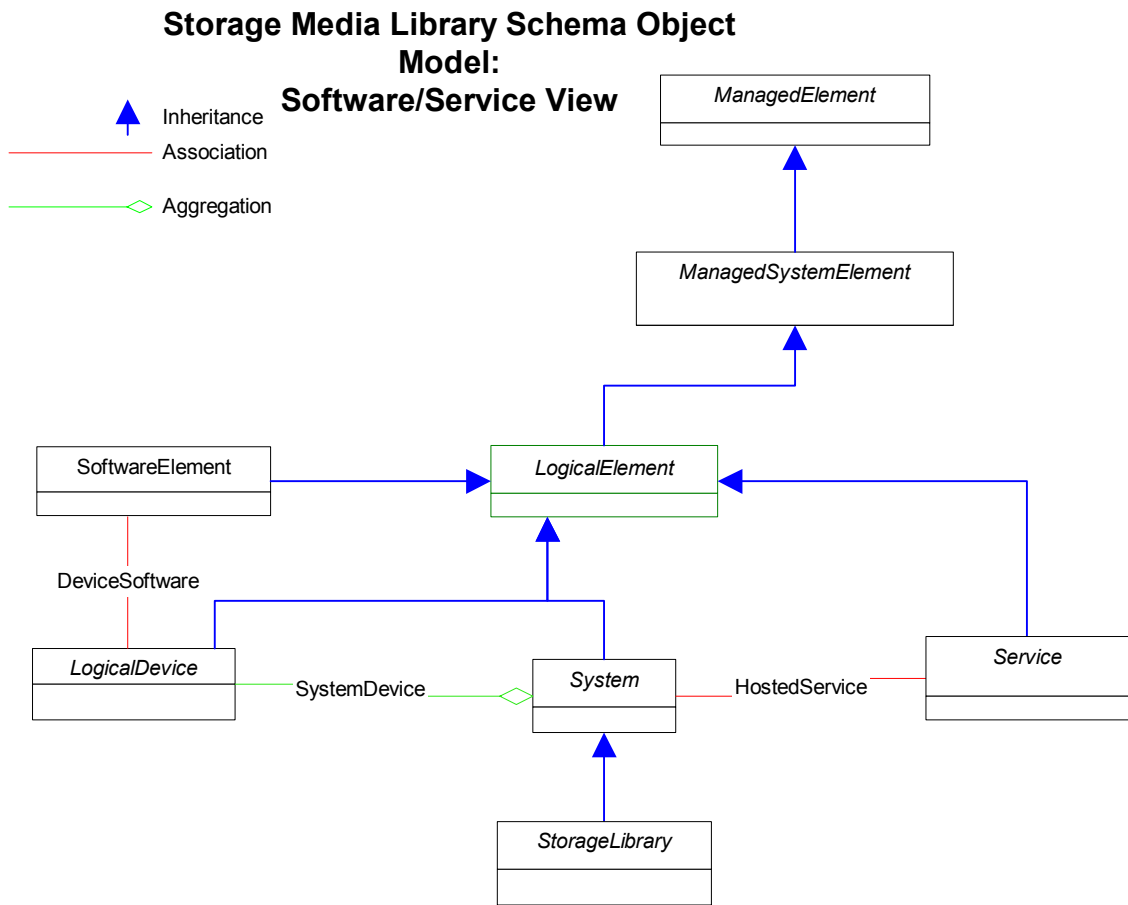 Storage Media Library Schema Object
Model:
Software/Service View
Inheritance
Association
Aggregation
ManagedElement
ManagedSystemElement
SoftwareElement
LogicalElement
DeviceSoftware
LogicalDevice
SystemDevice
System
HostedService
Service
StorageLibrary